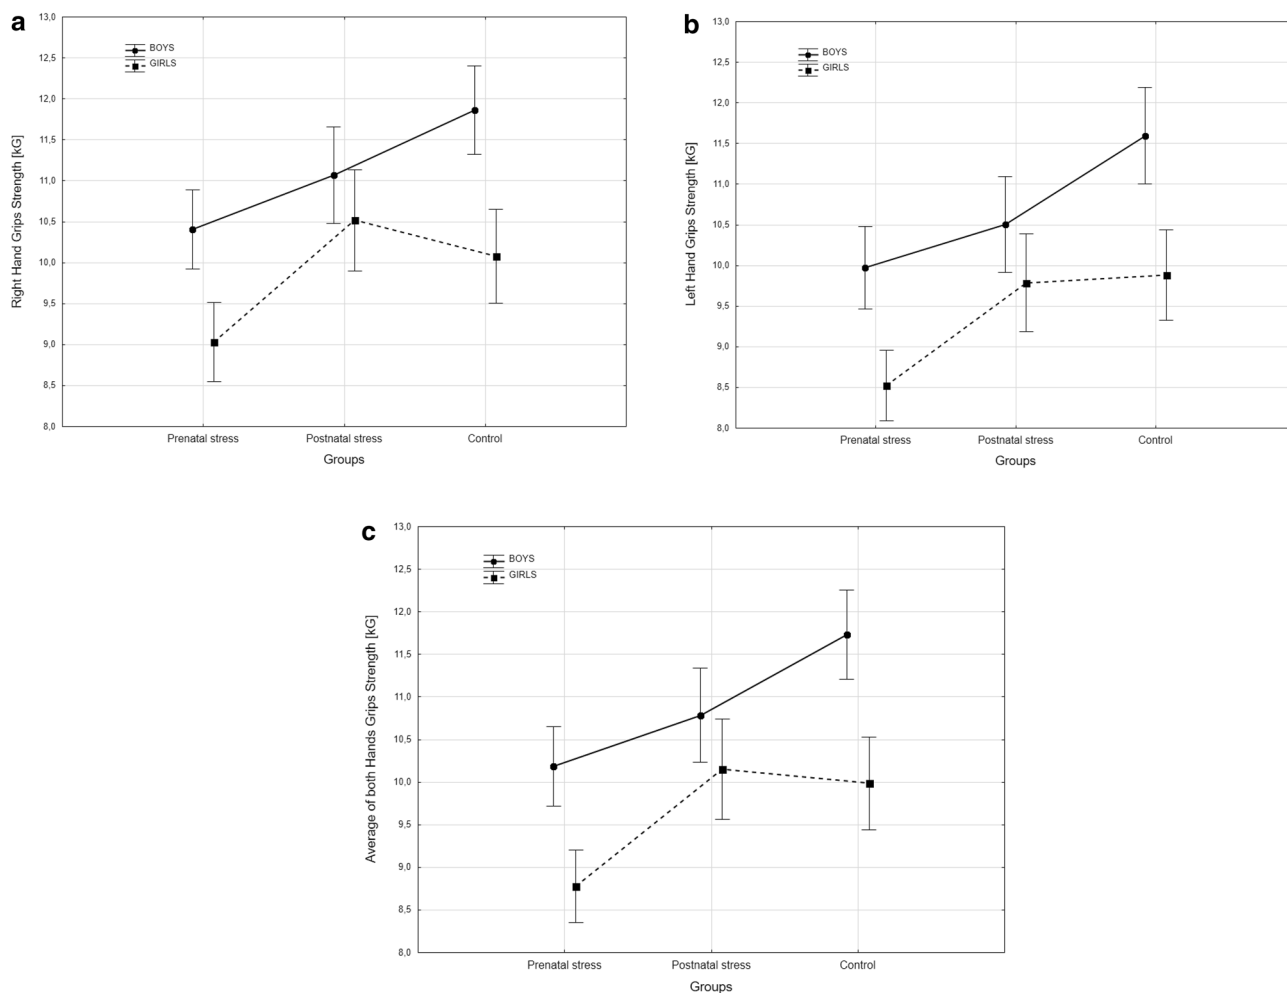 a
Right Hand Grips Strength [kG]
13,0
12,5
12,0
11,5
11,0
10,5
10,0
9,5
9,0
8,5
8,0
BOYS
GIRLS
Prenatal stress Postnatal stress Control
Groups
b
Left Hand Grips Strength [kG]
13,0
12,5
12,0
11,5
11,0
10,5
10,0
9,5
9,0
8,5
8,0
BOYS
GIRLS
Prenatal stress Postnatal stress Control
Groups
c
Average of both Hands Grips Strength [kG]
13,0
12,5
12,0
11,5
11,0
10,5
10,0
9,5
9,0
8,5
8,0
BOYS
GIRLS
Prenatal stress Postnatal stress Control
Groups